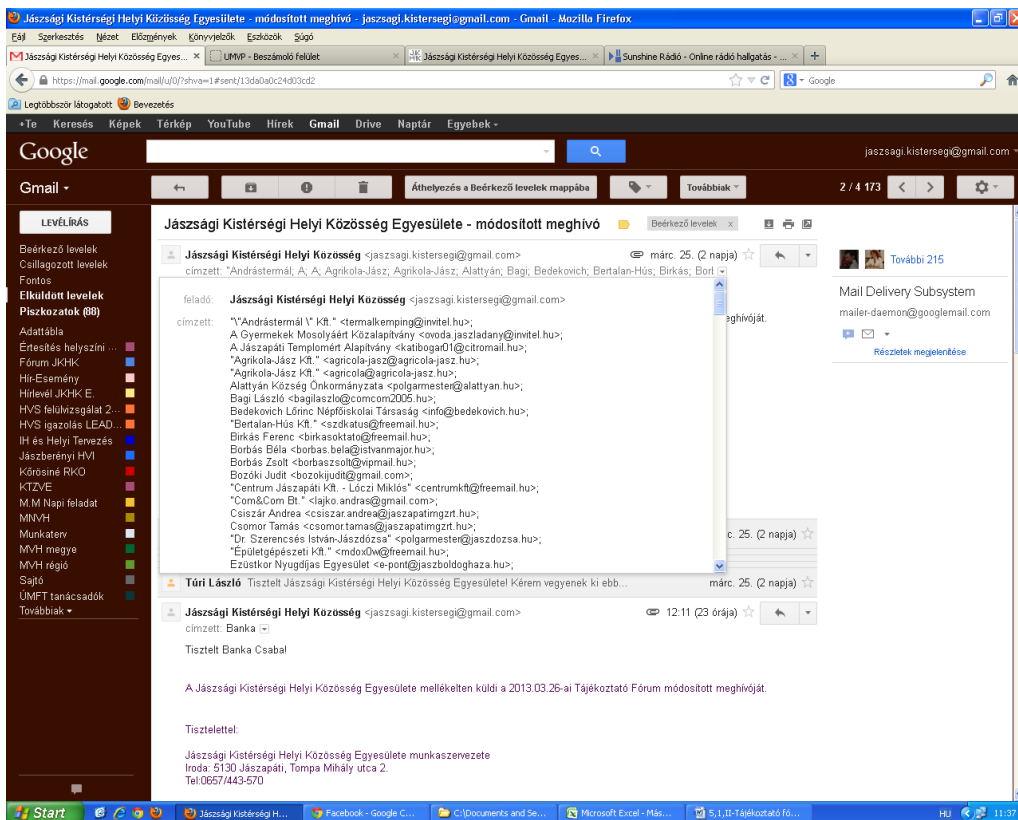 Jászsági Kistérségi Helyi Közösség Egyesülete - módosított meghívó - jaszsagi.kistersegi@gmail.com - Gmail - Mozilla Firefox
Fájl Szerkesztés Nézet Előzmények Könyvjelzők Eszközök Súgó
Jászsági Kistérségi Helyi Közösség Egyes... × UMVP - Beszámoló felület × Jászsági Kistérségi Helyi Közösség Egyes... × Sunshine Rádió - Online rádió hallgatás - ... × +
https://mail.google.com/mail/u/0/?shva=1#sent/13da0a0c24d03cd2 Google
Legtöbbször látogatott Bevezetés
+Te Keresés Képek Térkép YouTube Hírek Gmail Drive Naptár Egyebek
Google jaszsagi.kistersegi@gmail.com
Gmail Áthelyezés a Beérkező levelek mappába Továbbiak 2 / 4 173
LEVÉLÍRÁS
Beérkező levelek
Csillagozott levelek
Fontos
Elküldött levelek
Piszkozatok (88)
Adattábla
Értesítés helyszíni ...
Fórum JKHK
Hír-Esemény
Hírlevél JKHK E.
HVS felülvizsgálat 2...
HVS igazolás LEAD...
IH és Helyi Tervezés
Jászberényi HVI
Kőrösiné RKO
KTZVE
M.M Napi feladat
MNVH
Munkaterv
MVH megye
MVH régió
Sajtó
ÚMFT tanácsadók
Továbbiak
Jászsági Kistérségi Helyi Közösség Egyesülete - módosított meghívó Beérkező levelek x
Jászsági Kistérségi Helyi Közösség <jaszsagi.kistersegi@gmail.com> márc. 25. (2 napja)
címzett: "Andrástermál; A; A; Agrikola-Jász; Agrikola-Jász; Alattyán; Bagi; Bedekovich; Bertalan-Hús; Birkás; Borl
feladó: Jászsági Kistérségi Helyi Közösség <jaszsagi.kistersegi@gmail.com>
címzett: "\"Andrástermál \" Kft." <termalkemping@invitel.hu>;
A Gyermekek Mosolyáért Közalapítvány <ovoda.jaszladany@invitel.hu>;
A Jászapáti Templomért Alapítvány <katibogar01@citromail.hu>;
"Agrikola-Jász Kft." <agricola-jasz@agricola-jasz.hu>;
"Agrikola-Jász Kft." <agricola@agricola-jasz.hu>;
Alattyán Község Önkormányzata <polgarmester@alattyan.hu>;
Bagi László <bagilaszlo@comcom2005.hu>;
Bedekovich Lőrinc Népfőiskolai Társaság <info@bedekovich.hu>;
"Bertalan-Hús Kft." <szdkatus@freemail.hu>;
Birkás Ferenc <birkasoktato@freemail.hu>;
Borbás Béla <borbas.bela@istvanmajor.hu>;
Borbás Zsolt <borbaszsolt@vipmail.hu>;
Bozóki Judit <bozokijudit@gmail.com>;
"Centrum Jászapáti Kft. - Lóczi Miklós" <centrumkft@freemail.hu>;
"Com&Com Bt." <lajko.andras@gmail.com>;
Csiszár Andrea <csiszar.andrea@jaszapatimgzrt.hu>;
Csomor Tamás <csomor.tamas@jaszapatimgzrt.hu>;
"Dr. Szerencsés István-Jászdózsa" <polgarmester@jaszdozsa.hu>;
"Épületgépészeti Kft." <mdox0w@freemail.hu>;
Ezüstkor Nyugdíjas Egyesület <e-pont@jaszboldoghaza.hu>;
eghívóját.
c. 25. (2 napja)
Túri László Tisztelt Jászsági Kistérségi Helyi Közösség Egyesülete! Kérem vegyenek ki ebb... márc. 25. (2 napja)
Jászsági Kistérségi Helyi Közösség <jaszsagi.kistersegi@gmail.com> 12:11 (23 órája)
címzett: Banka
Tisztelt Banka Csaba!
A Jászsági Kistérségi Helyi Közösség Egyesülete mellékelten küldi a 2013.03.26-ai Tájékoztató Fórum módosított meghívóját.
Tisztelettel:
Jászsági Kistérségi Helyi Közösség Egyesülete munkaszervezete
Iroda: 5130 Jászapáti, Tompa Mihály utca 2.
Tel:0657/443-570
További 215
Mail Delivery Subsystem
mailer-daemon@googlemail.com
Részletek megjelenítése
Start Jászsági Kistérségi H... Facebook - Google C... C:\Documents and Se... Microsoft Excel - Más... 5,1,II-Tájékoztató fó... HU 11:37